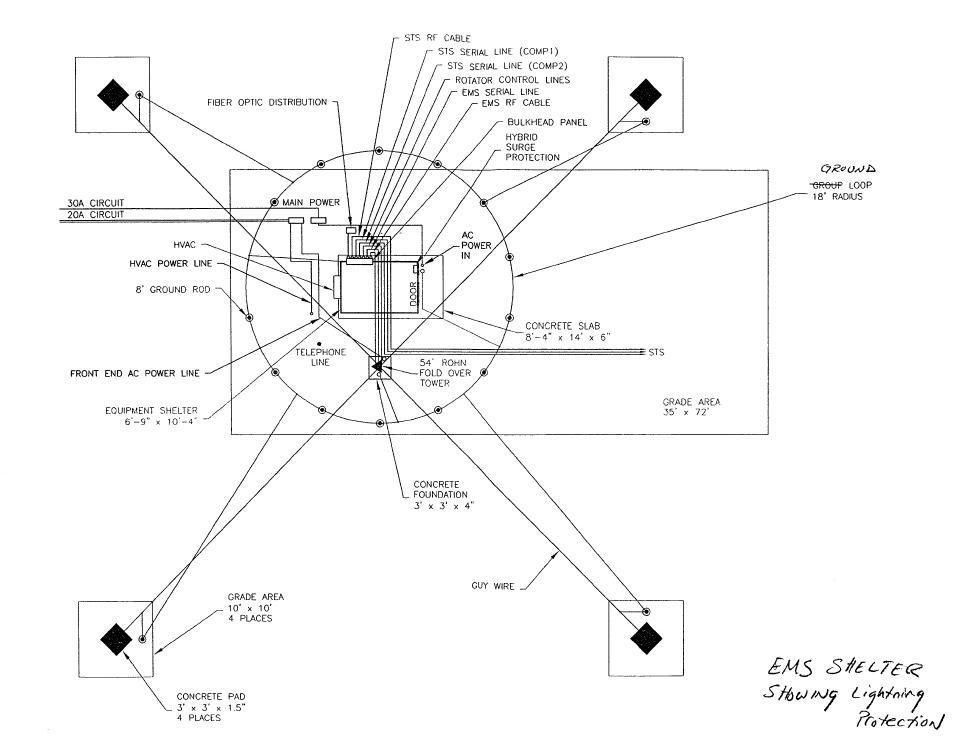 STS RF CABLE
STS SERIAL LINE (COMP1)
STS SERIAL LINE (COMP2)
ROTATOR CONTROL LINES
EMS SERIAL LINE
EMS RF CABLE
FIBER OPTIC DISTRIBUTION
BULKHEAD PANEL
HYBRID
SURGE
PROTECTION
GROUND
GROUP LOOP
18' RADIUS
30A CIRCUIT
20A CIRCUIT
MAIN POWER
AC
POWER
IN
HVAC
HVAC POWER LINE
8' GROUND ROD
DOOR
CONCRETE SLAB
8'-4" x 14' x 6"
TELEPHONE
LINE
STS
FRONT END AC POWER LINE
54' ROHN
FOLD OVER
TOWER
EQUIPMENT SHELTER
6'-9" x 10'-4"
GRADE AREA
35' x 72'
CONCRETE
FOUNDATION
3' x 3' x 4"
GUY WIRE
GRADE AREA
10' x 10'
4 PLACES
CONCRETE PAD
3' x 3' x 1.5"
4 PLACES
EMS SHELTER
SHOWING Lightning
Protection